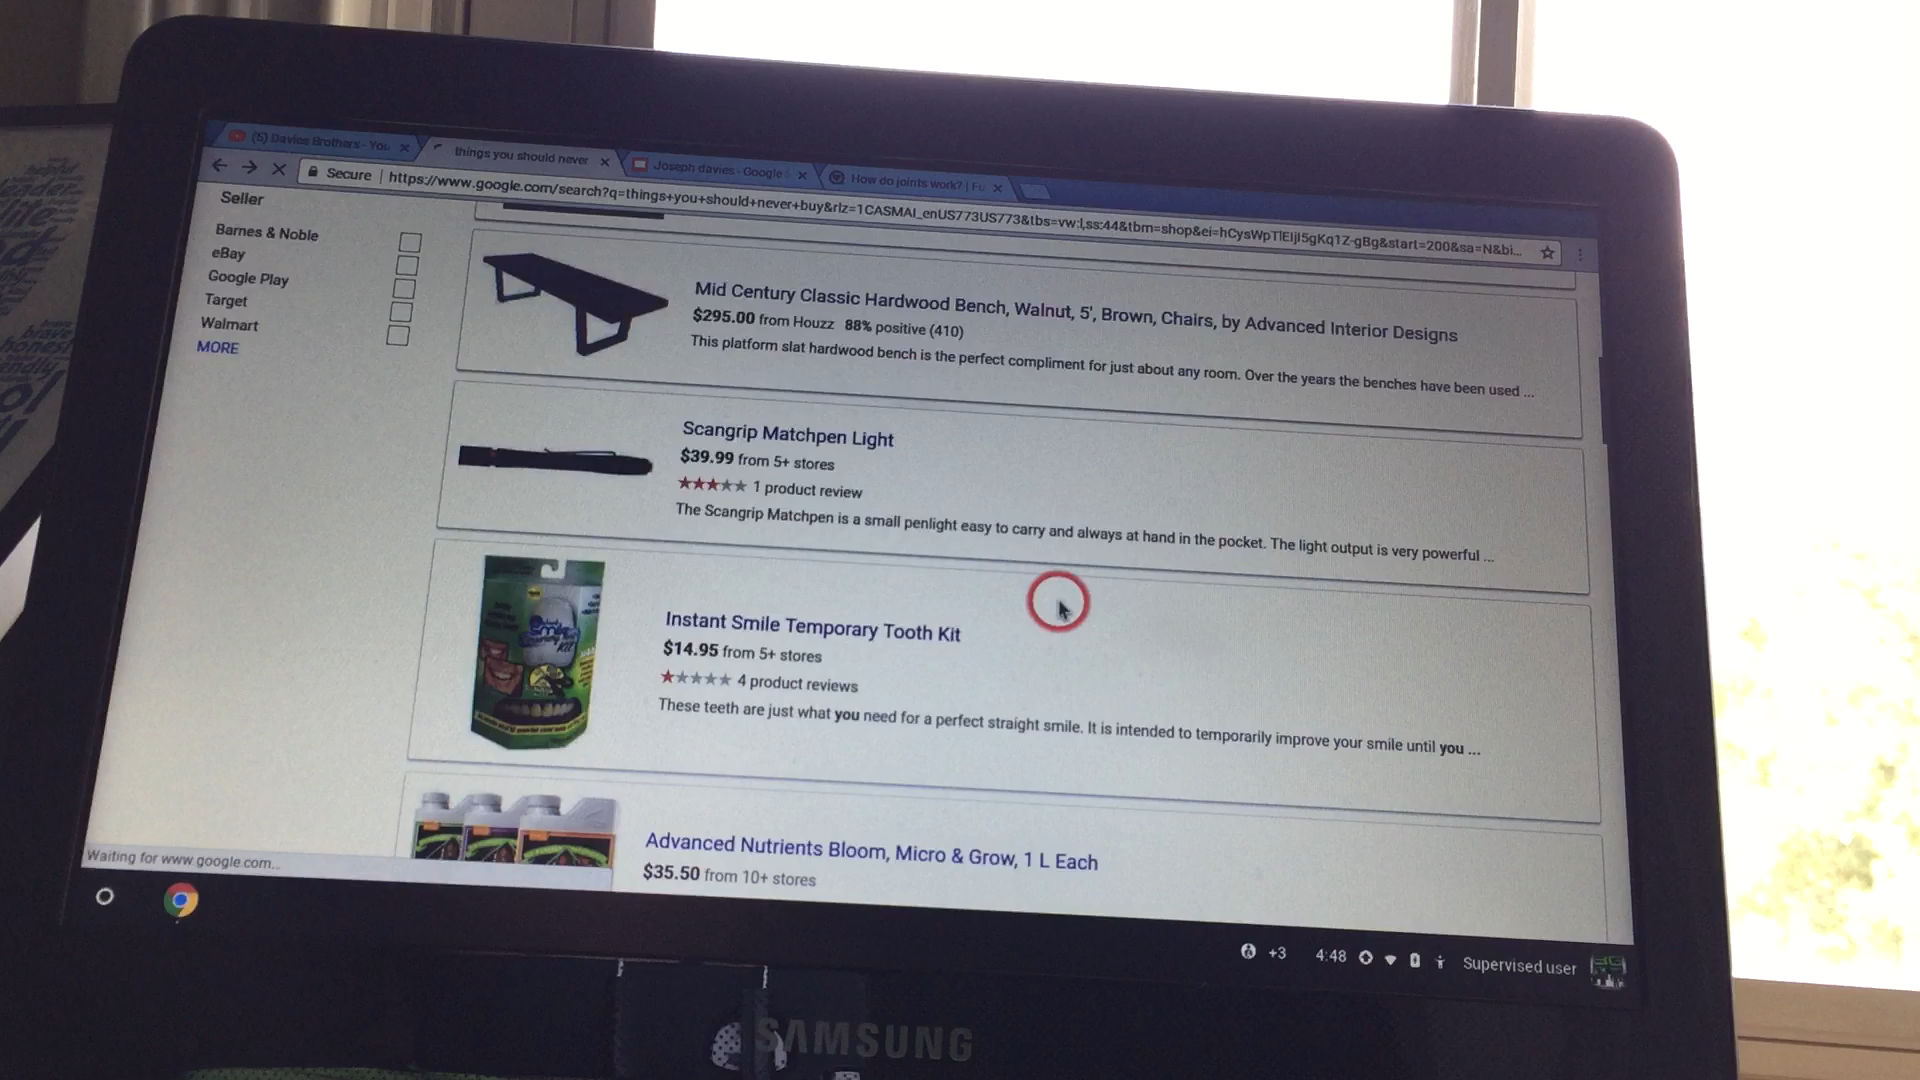 (5) Davies Brothers - You
things you should never
Joseph davies - Google
How do joints work? | Fu
Secure | https://www.google.com/search?q=things+you+should+never+buy&rlz=1CASMAI_enUS773US773&tbs=vw:l,ss:44&tbm=shop&ei=hCysWpTlEIjI5gKq1Z-gBg&start=200&sa=N&bi...
Seller
Barnes & Noble
eBay
Google Play
Target
Walmart
MORE
Mid Century Classic Hardwood Bench, Walnut, 5', Brown, Chairs, by Advanced Interior Designs
$295.00 from Houzz 88% positive (410)
This platform slat hardwood bench is the perfect compliment for just about any room. Over the years the benches have been used ...
Scangrip Matchpen Light
$39.99 from 5+ stores
1 product review
The Scangrip Matchpen is a small penlight easy to carry and always at hand in the pocket. The light output is very powerful ...
Instant Smile Temporary Tooth Kit
$14.95 from 5+ stores
4 product reviews
These teeth are just what you need for a perfect straight smile. It is intended to temporarily improve your smile until you ...
Advanced Nutrients Bloom, Micro & Grow, 1 L Each
$35.50 from 10+ stores
Waiting for www.google.com...
+3 4:48 Supervised user
SAMSUNG
helpful
leader
brave
honest